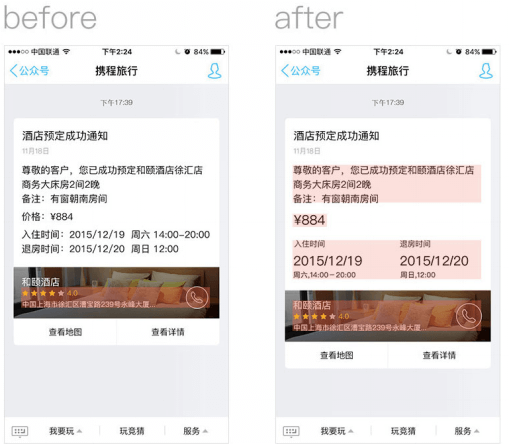 before
中国联通 下午2:24 84%
公众号 携程旅行
下午17:39
酒店预定成功通知
11月18日
尊敬的客户，您已成功预定和颐酒店徐汇店
商务大床房2间2晚
备注：有窗朝南房间
价格：¥884
入住时间：2015/12/19 周六 14:00-20:00
退房时间：2015/12/20 周日 12:00
和颐酒店
4.0
中国上海市徐汇区漕宝路239号永峰大厦
查看地图 查看详情
我要玩 玩竞猜 服务
after
中国联通 下午2:24 84%
公众号 携程旅行
下午17:39
酒店预定成功通知
11月18日
尊敬的客户，您已成功预定和颐酒店徐汇店
商务大床房2间2晚
备注：有窗朝南房间
¥884
入住时间 退房时间
2015/12/19 2015/12/20
周六,14:00－20:00 周日,12:00
和颐酒店
4.0
中国上海市徐汇区漕宝路239号永峰大厦
查看地图 查看详情
我要玩 玩竞猜 服务